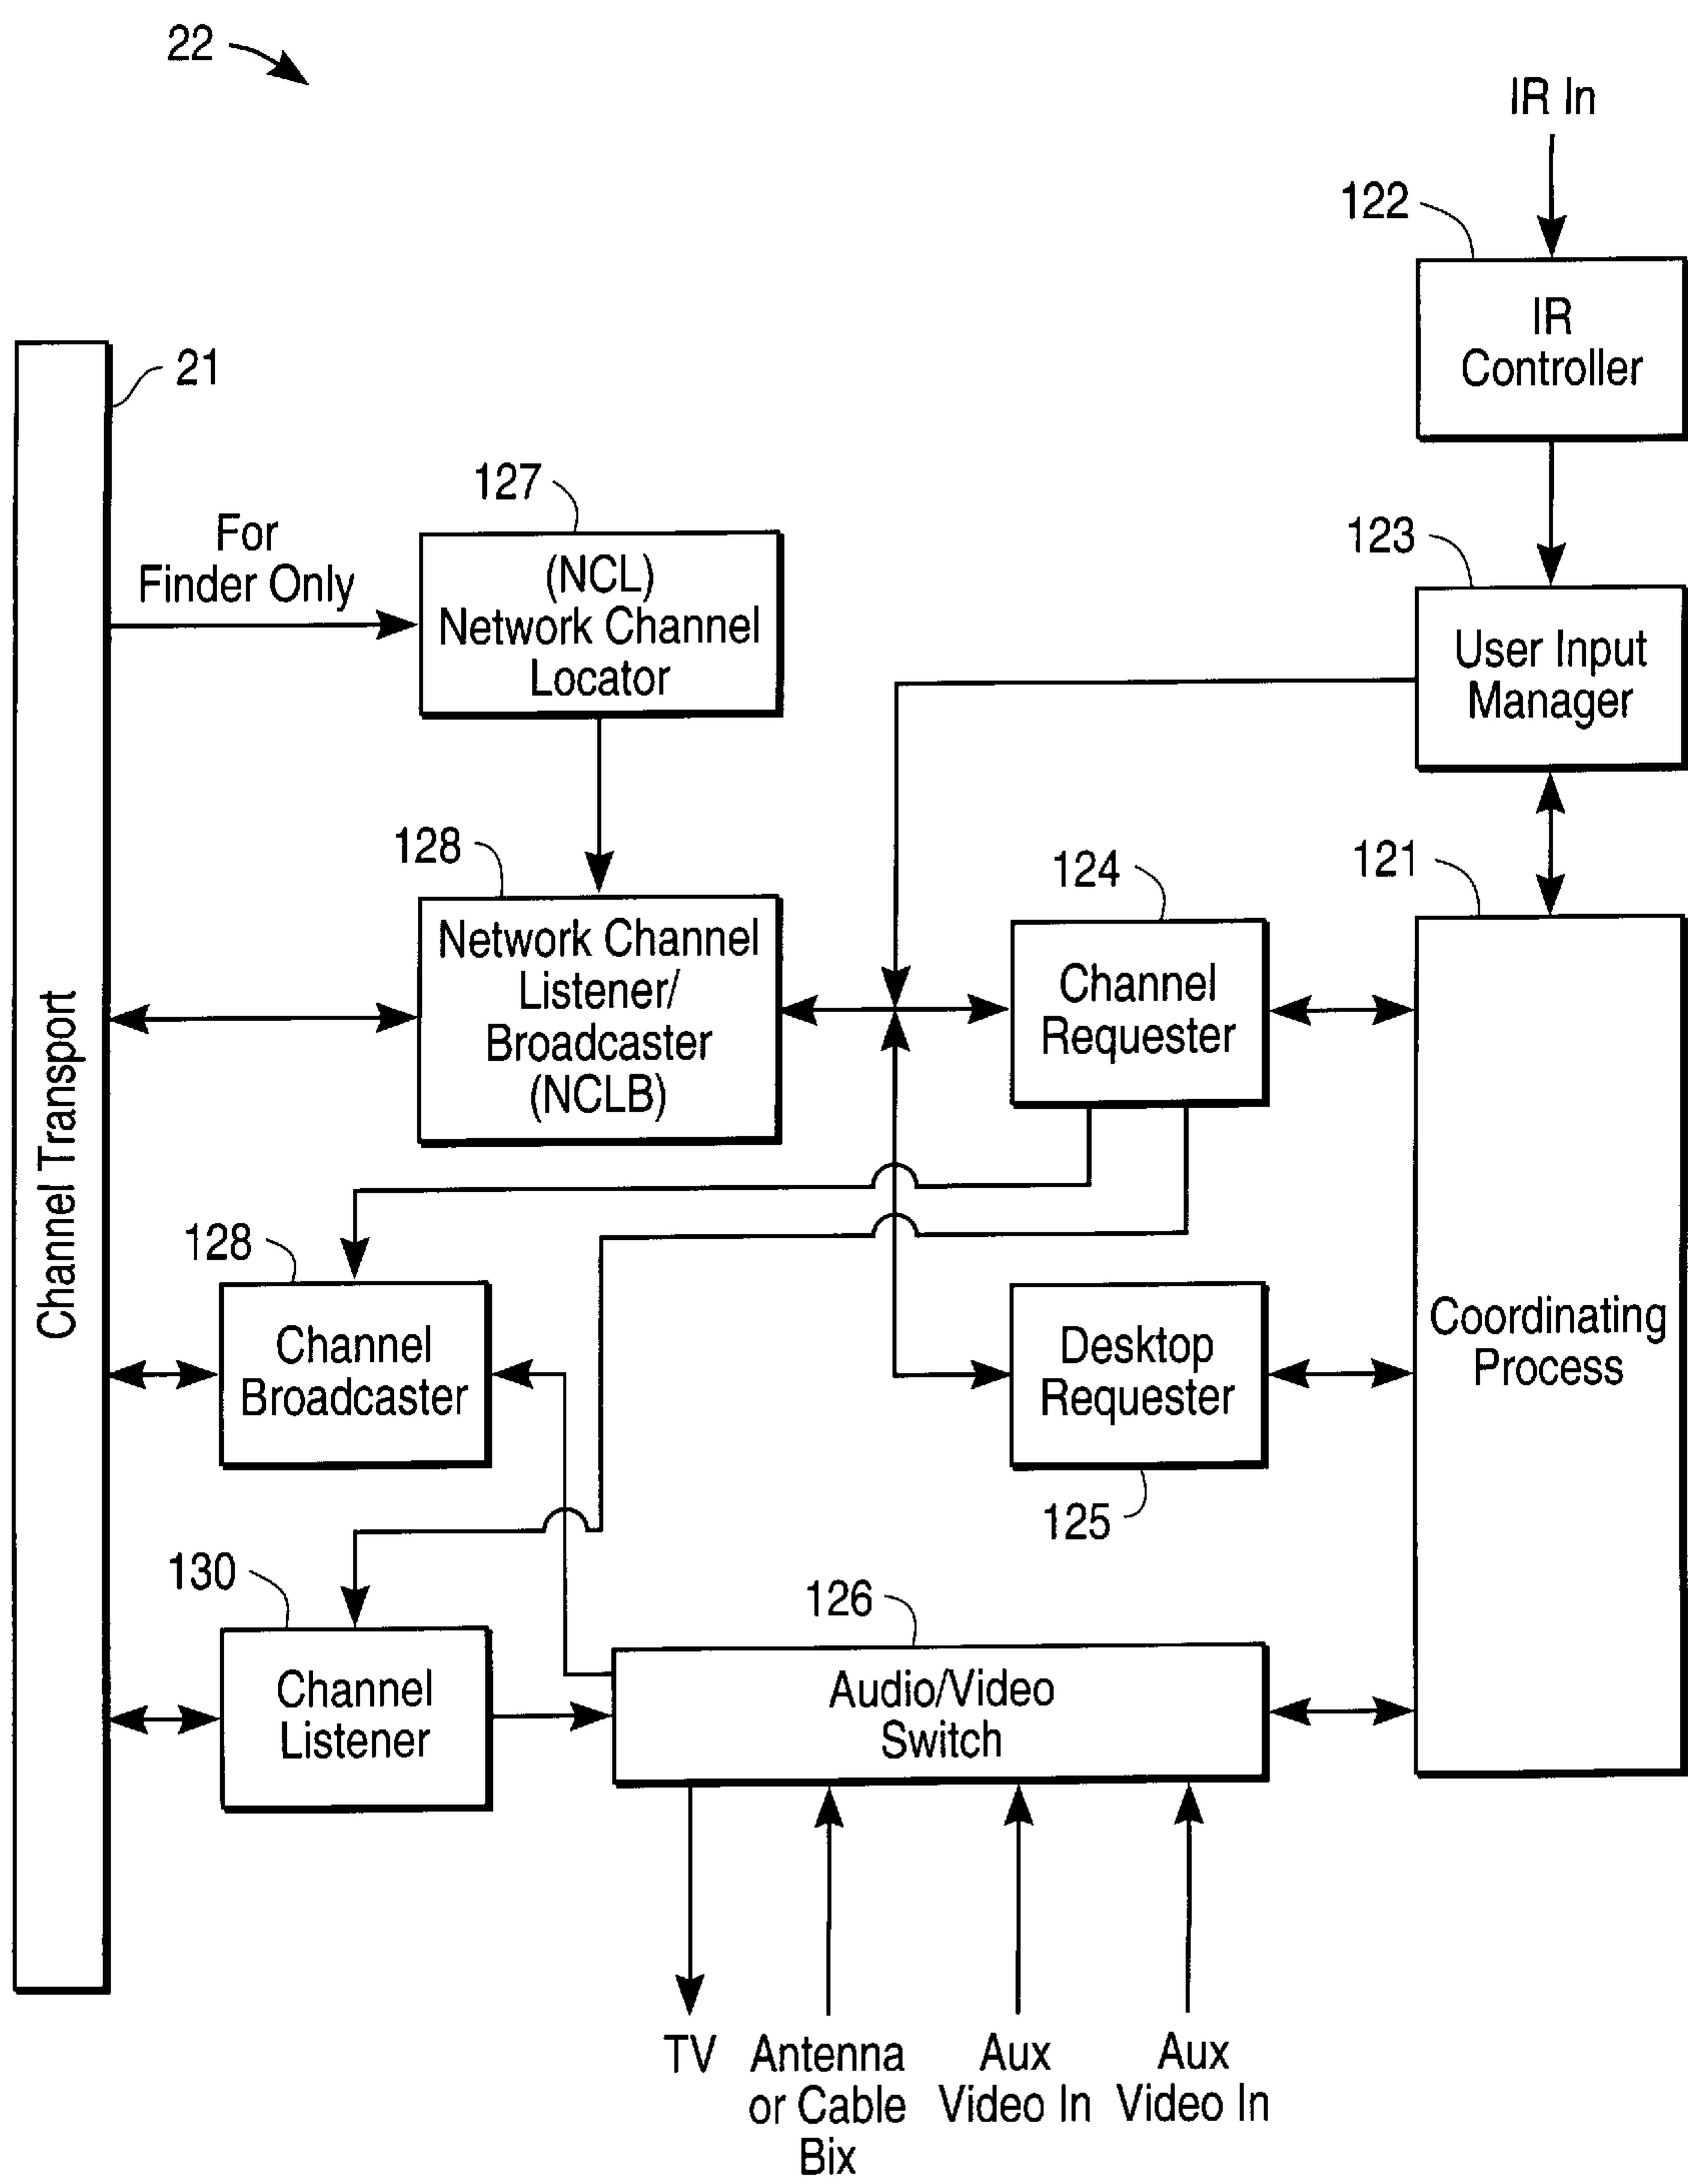 22
IR In
122
IR
Controller
21
127
For
Finder Only
(NCL)
Network Channel
Locator
123
User Input
Manager
128
Network Channel
Listener/
Broadcaster
(NCLB)
124
Channel
Requester
121
Coordinating
Process
Channel Transport
128
Channel
Broadcaster
Desktop
Requester
125
130
Channel
Listener
126
Audio/Video
Switch
TV
Antenna
or Cable
Bix
Aux
Video In
Aux
Video In